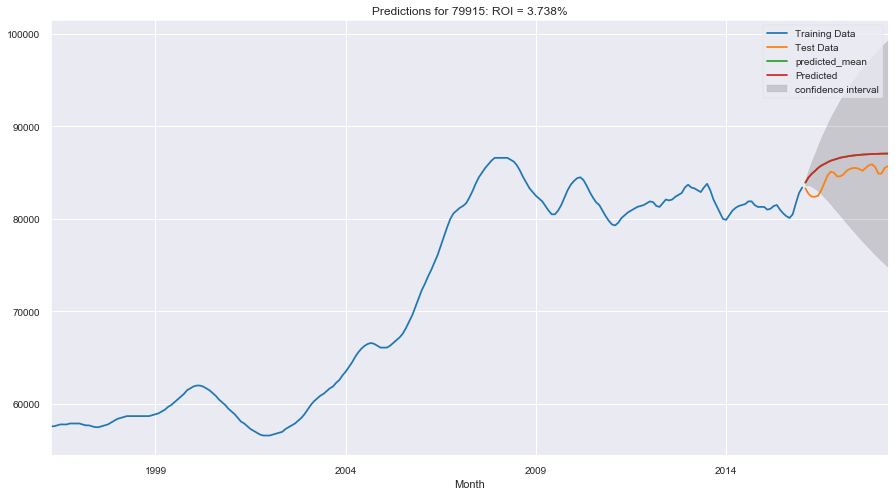 Predictions for 79915: ROI = 3.738%
100000
90000
80000
70000
60000
Training Data
Test Data
predicted_mean
Predicted
confidence interval
1999
2004
2009
2014
Month